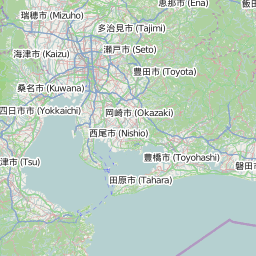 恵那市 (Ena)
瑞穂市 (Mizuho)
多治見市 (Tajimi)
瀬戸市 (Seto)
海津市 (Kaizu)
豊田市 (Toyota)
桑名市 (Kuwana)
四日市市 (Yokkaichi)
岡崎市 (Okazaki)
西尾市 (Nishio)
津市 (Tsu)
豊橋市 (Toyohashi)
磐田
田原市 (Tahara)